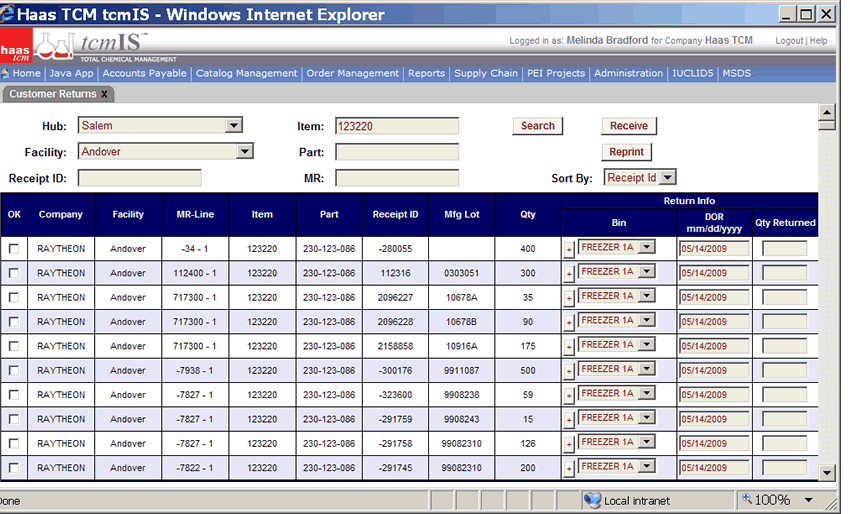 Haas TCM tcmIS - Windows Internet Explorer
haas tcm
tcmIS™
TOTAL CHEMICAL MANAGEMENT
Logged in as: Melinda Bradford for Company Haas TCM Logout | Help
Home | Java App | Accounts Payable | Catalog Management | Order Management | Reports | Supply Chain | PEI Projects | Administration | IUCLID5 | MSDS
Customer Returns X
Hub: Salem Item: 123220 Search Receive
Facility: Andover Part: Reprint
Receipt ID: MR: Sort By: Receipt Id
Return Info
OK Company Facility MR-Line Item Part Receipt ID Mfg Lot Qty Bin DOR mm/dd/yyyy Qty Returned
RAYTHEON Andover -34 - 1 123220 230-123-086 -280055 400 + FREEZER 1A 05/14/2009
RAYTHEON Andover 112400 - 1 123220 230-123-086 112316 0303051 300 + FREEZER 1A 05/14/2009
RAYTHEON Andover 717300 - 1 123220 230-123-086 2096227 10678A 35 + FREEZER 1A 05/14/2009
RAYTHEON Andover 717300 - 1 123220 230-123-086 2096228 10678B 90 + FREEZER 1A 05/14/2009
RAYTHEON Andover 717300 - 1 123220 230-123-086 2158858 10916A 175 + FREEZER 1A 05/14/2009
RAYTHEON Andover -7938 - 1 123220 230-123-086 -300176 9911087 500 + FREEZER 1A 05/14/2009
RAYTHEON Andover -7827 - 1 123220 230-123-086 -323600 9908238 59 + FREEZER 1A 05/14/2009
RAYTHEON Andover -7827 - 1 123220 230-123-086 -291759 9908243 15 + FREEZER 1A 05/14/2009
RAYTHEON Andover -7827 - 1 123220 230-123-086 -291758 99082310 126 + FREEZER 1A 05/14/2009
RAYTHEON Andover -7822 - 1 123220 230-123-086 -291745 99082310 200 + FREEZER 1A 05/14/2009
Done Local intranet 100%